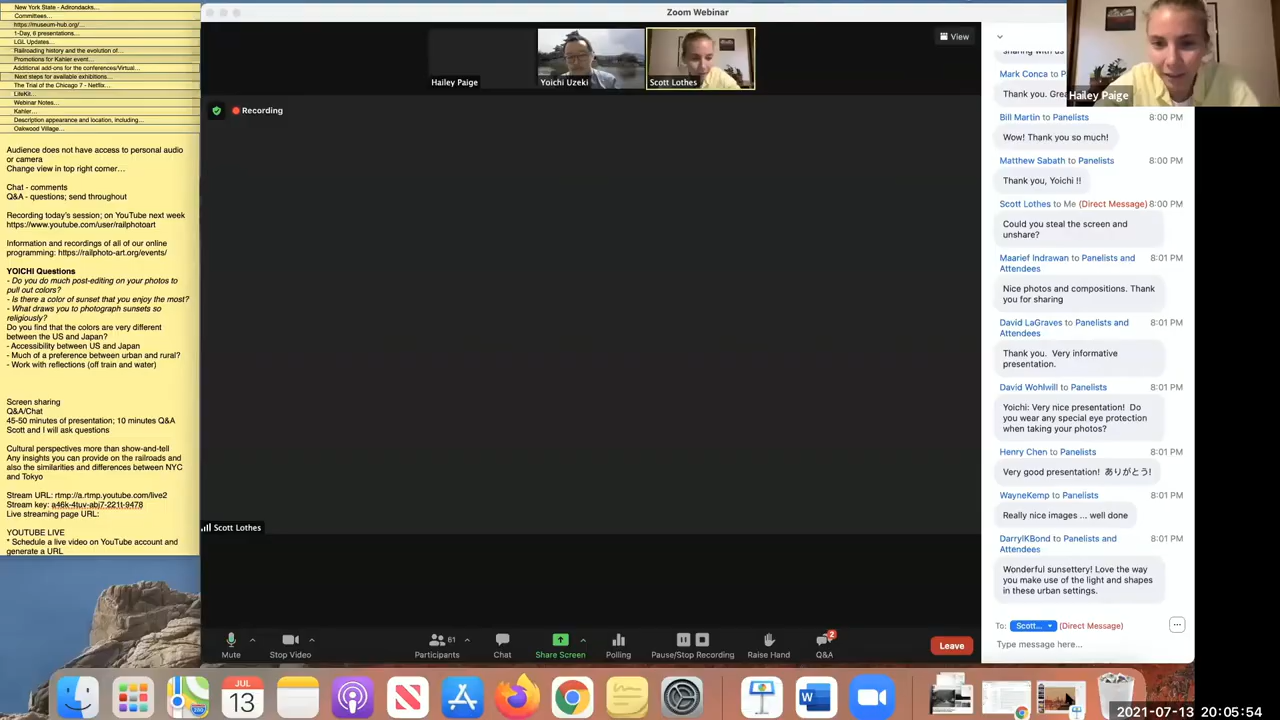 New York State - Adirondacks...
Committees...
https://museum-hub.org/...
1-Day, 6 presentations...
LGL Updates...
Railroading history and the evolution of...
Promotions for Kahler event...
Additional add-ons for the conferences/Virtual...
Next steps for available exhibitions...
The Trial of the Chicago 7 - Netflix...
LifeKit...
Webinar Notes...
Kahler...
Description appearance and location, including...
Oakwood Village...
Audience does not have access to personal audio
or camera
Change view in top right corner…
Chat - comments
Q&A - questions; send throughout
Recording today's session; on YouTube next week
https://www.youtube.com/user/railphotoart
Information and recordings of all of our online
programming: https://railphoto-art.org/events/
YOICHI Questions
- Do you do much post-editing on your photos to
pull out colors?
- Is there a color of sunset that you enjoy the most?
- What draws you to photograph sunsets so
religiously?
Do you find that the colors are very different
between the US and Japan?
- Accessibility between US and Japan
- Much of a preference between urban and rural?
- Work with reflections (off train and water)
Screen sharing
Q&A/Chat
45-50 minutes of presentation; 10 minutes Q&A
Scott and I will ask questions
Cultural perspectives more than show-and-tell
Any insights you can provide on the railroads and
also the similarities and differences between NYC
and Tokyo
Stream URL: rtmp://a.rtmp.youtube.com/live2
Stream key: a46k-4tuv-abj7-221t-9478
Live streaming page URL:
YOUTUBE LIVE
* Schedule a live video on YouTube account and
generate a URL
Zoom Webinar
View
Hailey Paige
Yoichi Uzeki
Scott Lothes
Recording
Scott Lothes
Mute
Stop Video
61
Participants
Chat
Share Screen
Polling
Pause/Stop Recording
Raise Hand
2
Q&A
Leave
sharing with us
Mark Conca to P
Thank you. Gre
Hailey Paige
Bill Martin to Panelists 8:00 PM
Wow! Thank you so much!
Matthew Sabath to Panelists 8:00 PM
Thank you, Yoichi !!
Scott Lothes to Me (Direct Message) 8:00 PM
Could you steal the screen and
unshare?
Maarief Indrawan to Panelists and 8:01 PM
Attendees
Nice photos and compositions. Thank
you for sharing
David LaGraves to Panelists and 8:01 PM
Attendees
Thank you. Very informative
presentation.
David Wohlwill to Panelists 8:01 PM
Yoichi: Very nice presentation! Do
you wear any special eye protection
when taking your photos?
Henry Chen to Panelists 8:01 PM
Very good presentation! ありがとう!
WayneKemp to Panelists 8:01 PM
Really nice images ... well done
DarrylKBond to Panelists and 8:01 PM
Attendees
Wonderful sunsettery! Love the way
you make use of the light and shapes
in these urban settings.
To: Scott... (Direct Message)
Type message here...
JUL
13
2021-07-13 20:05:54